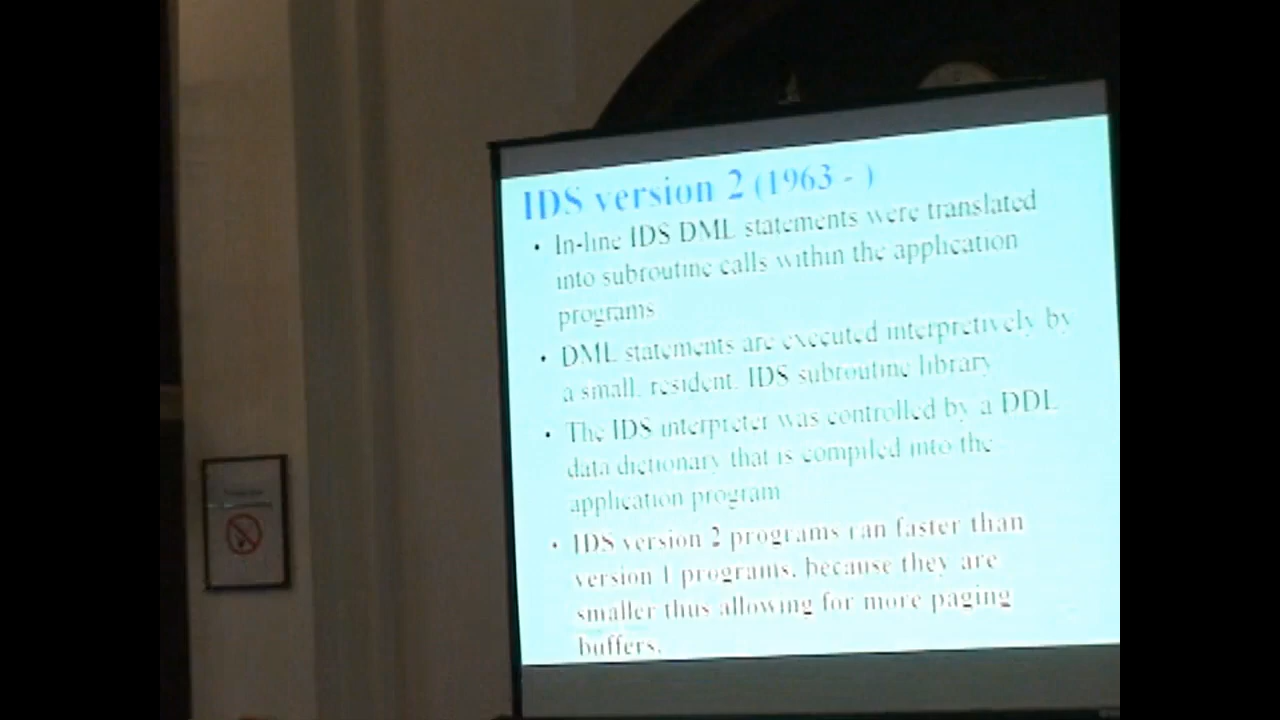 IDS version 2 (1963 - )
• In-line IDS DML statements were translated
into subroutine calls within the application
programs
• DML statements are executed interpretively by
a small, resident, IDS subroutine library
• The IDS interpreter was controlled by a DDL
data dictionary that is compiled into the
application program
• IDS version 2 programs ran faster than
version 1 programs, because they are
smaller thus allowing for more paging
buffers.